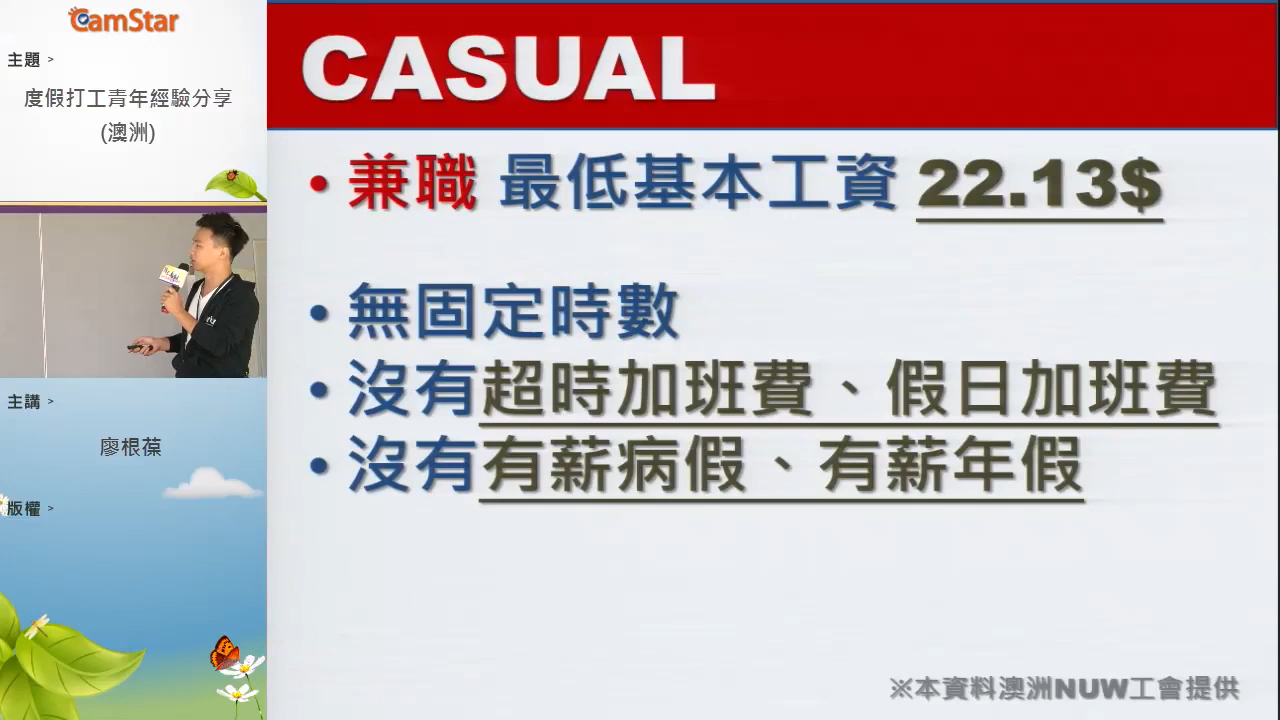 CamStar
主題 >
度假打工青年經驗分享
(澳洲)
主講 >
廖根葆
版權 >
CASUAL
• 兼職 最低基本工資 22.13$
• 無固定時數
• 沒有超時加班費、假日加班費
• 沒有有薪病假、有薪年假
※本資料澳洲NUW工會提供